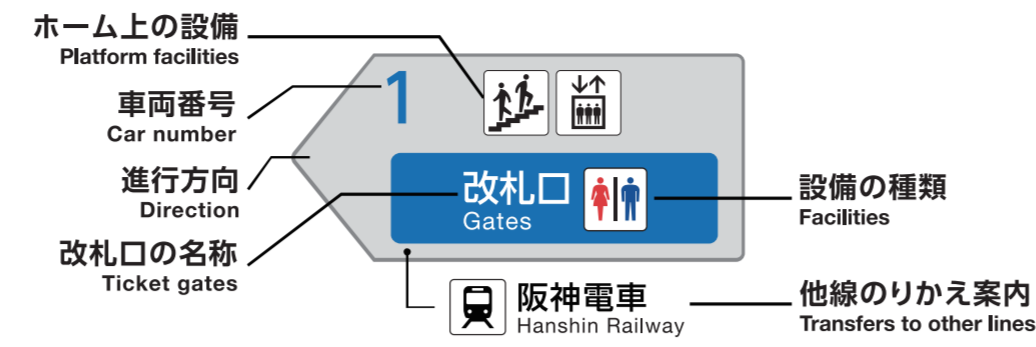 ホーム上の設備
Platform facilities
車両番号
Car number
進行方向
Direction
改札口の名称
Ticket gates
1
改札口
Gates
設備の種類
Facilities
阪神電車
Hanshin Railway
他線のりかえ案内
Transfers to other lines